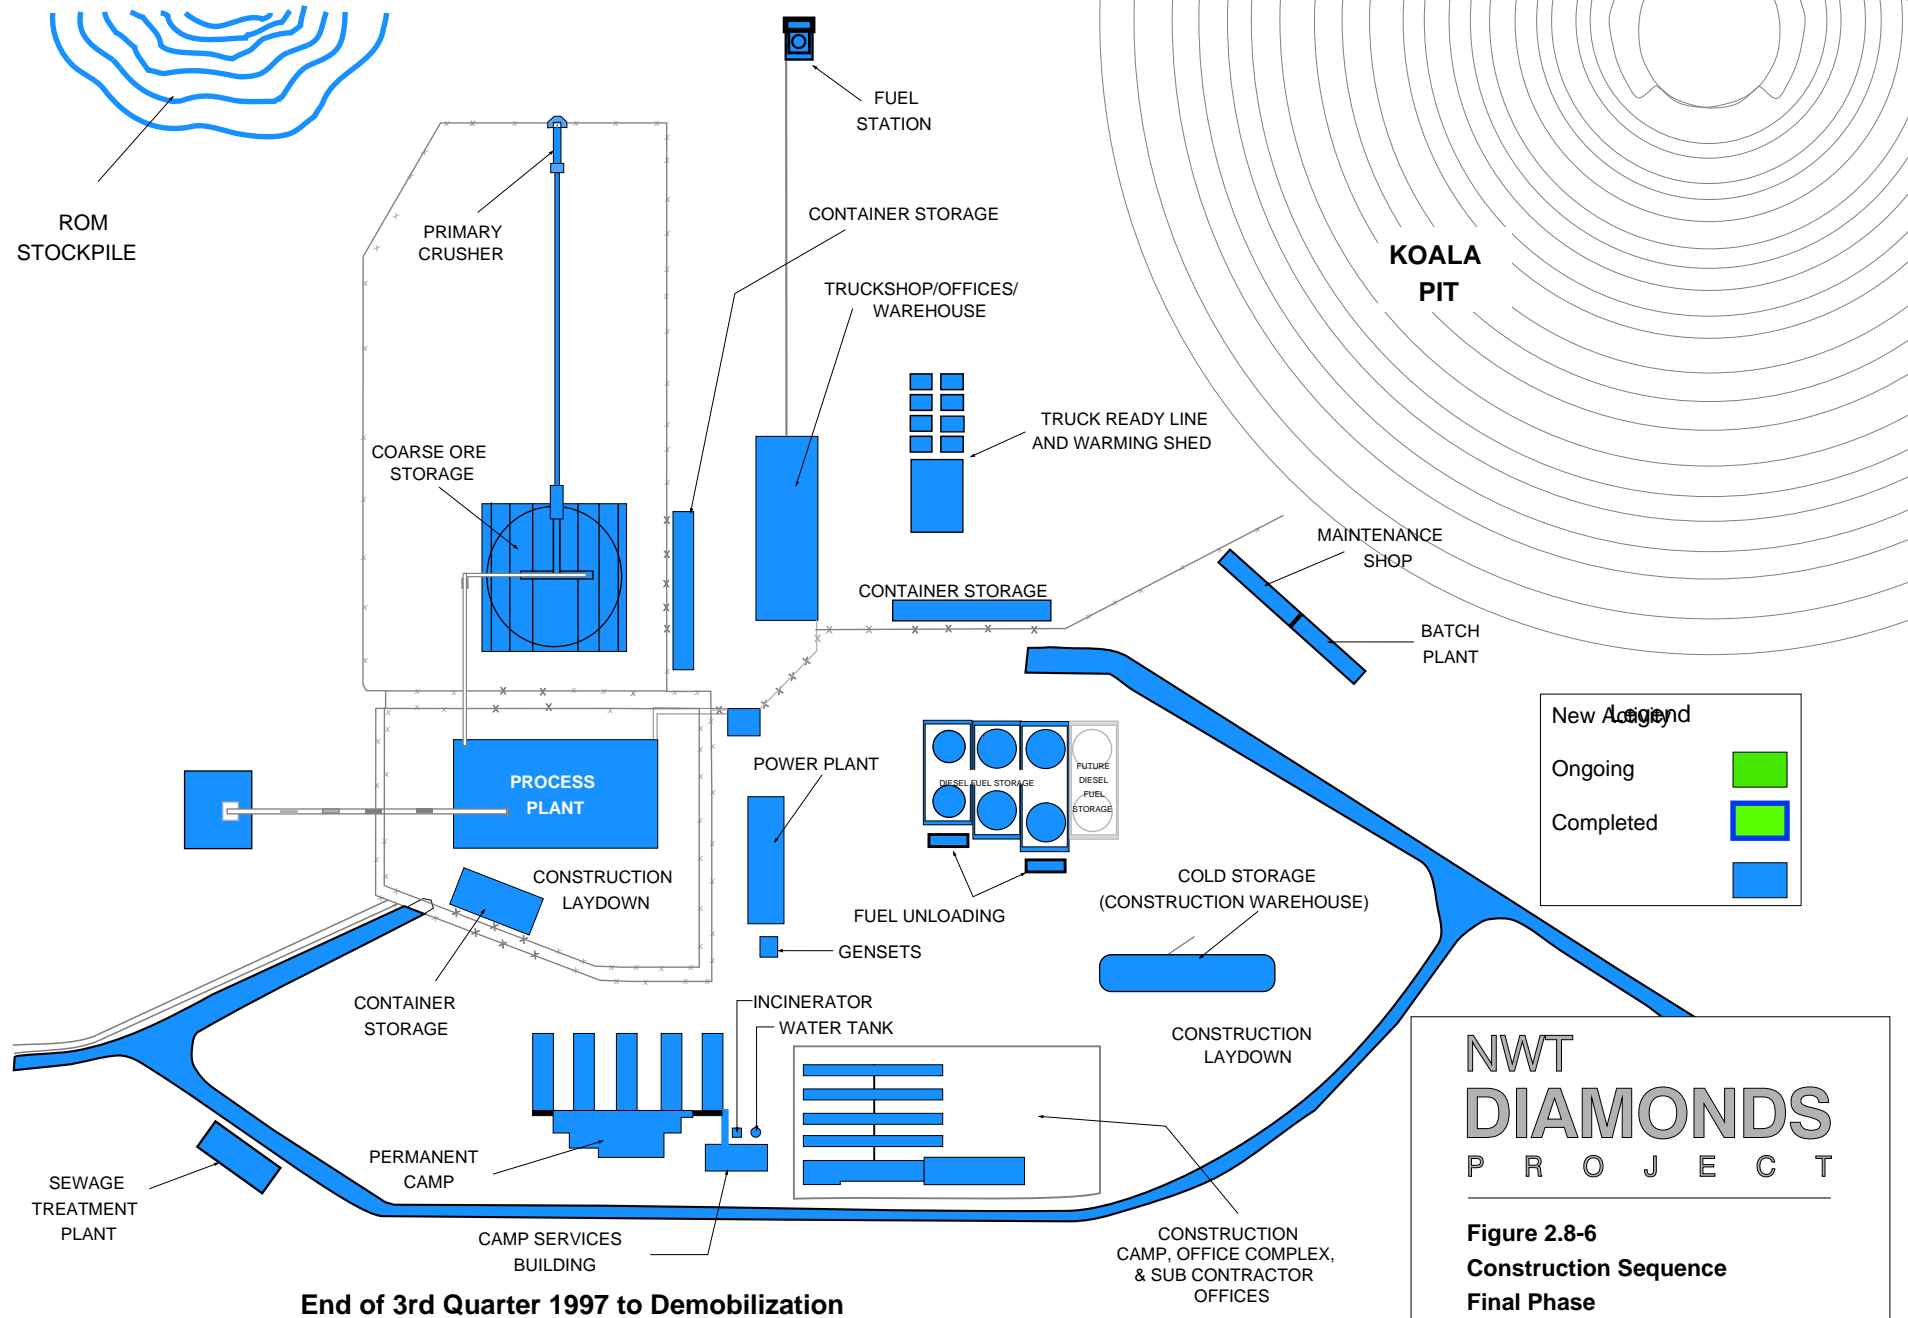 FUEL
STATION
ROM
STOCKPILE
PRIMARY
CRUSHER
CONTAINER STORAGE
TRUCKSHOP/OFFICES/
WAREHOUSE
KOALA
PIT
TRUCK READY LINE
AND WARMING SHED
COARSE ORE
STORAGE
MAINTENANCE
SHOP
CONTAINER STORAGE
BATCH
PLANT
Legend
New Activity
Ongoing
Completed
POWER PLANT
PROCESS
PLANT
DIESEL FUEL STORAGE
FUTURE
DIESEL
FUEL
STORAGE
CONSTRUCTION
LAYDOWN
COLD STORAGE
(CONSTRUCTION WAREHOUSE)
FUEL UNLOADING
GENSETS
CONTAINER
STORAGE
INCINERATOR
WATER TANK
CONSTRUCTION
LAYDOWN
PERMANENT
CAMP
SEWAGE
TREATMENT
PLANT
CAMP SERVICES
BUILDING
CONSTRUCTION
CAMP, OFFICE COMPLEX,
& SUB CONTRACTOR
OFFICES
NWT
DIAMONDS
PROJECT
Figure 2.8-6
Construction Sequence
Final Phase
End of 3rd Quarter 1997 to Demobilization